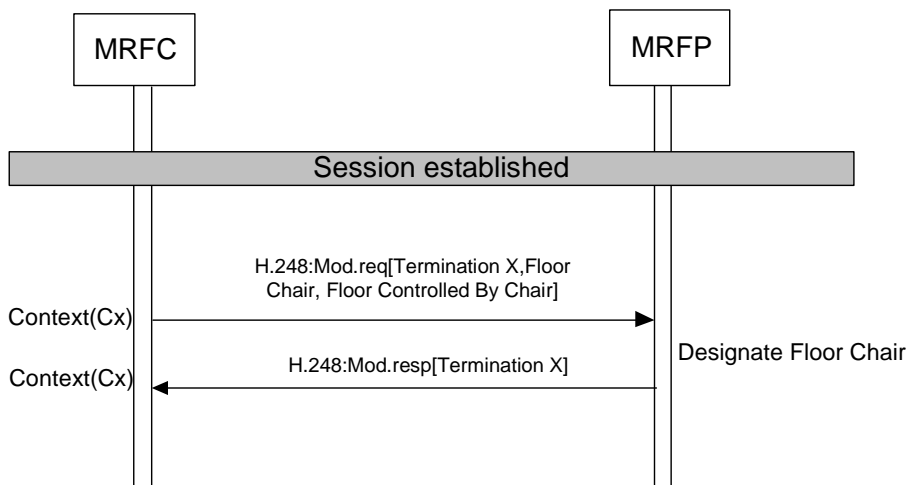 MRFC
MRFP
Session established
H.248:Mod.req[Termination X,Floor
Chair, Floor Controlled By Chair]
Context(Cx)
Designate Floor Chair
H.248:Mod.resp[Termination X]
Context(Cx)